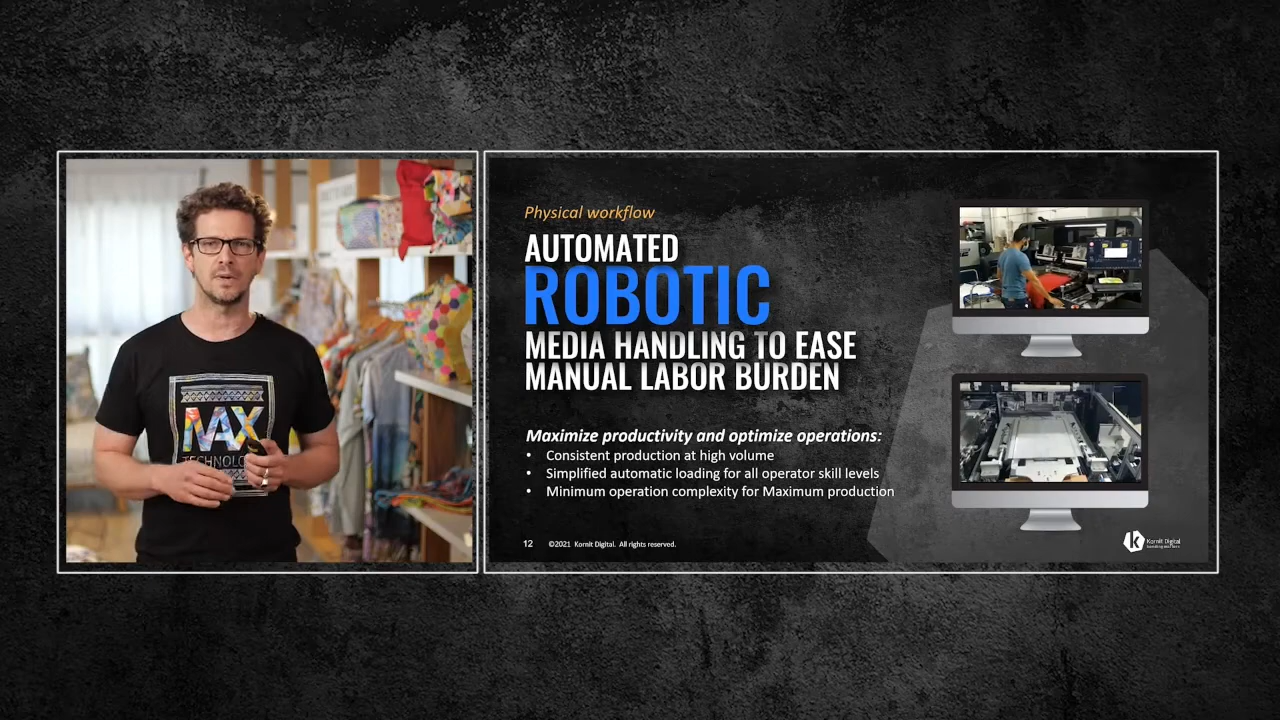 MAX
TECHNOLO
Physical workflow
AUTOMATED
ROBOTIC
MEDIA HANDLING TO EASE
MANUAL LABOR BURDEN
Maximize productivity and optimize operations:
• Consistent production at high volume
• Simplified automatic loading for all operator skill levels
• Minimum operation complexity for Maximum production
12 ©2021 Kornit Digital. All rights reserved.
k Kornit Digital